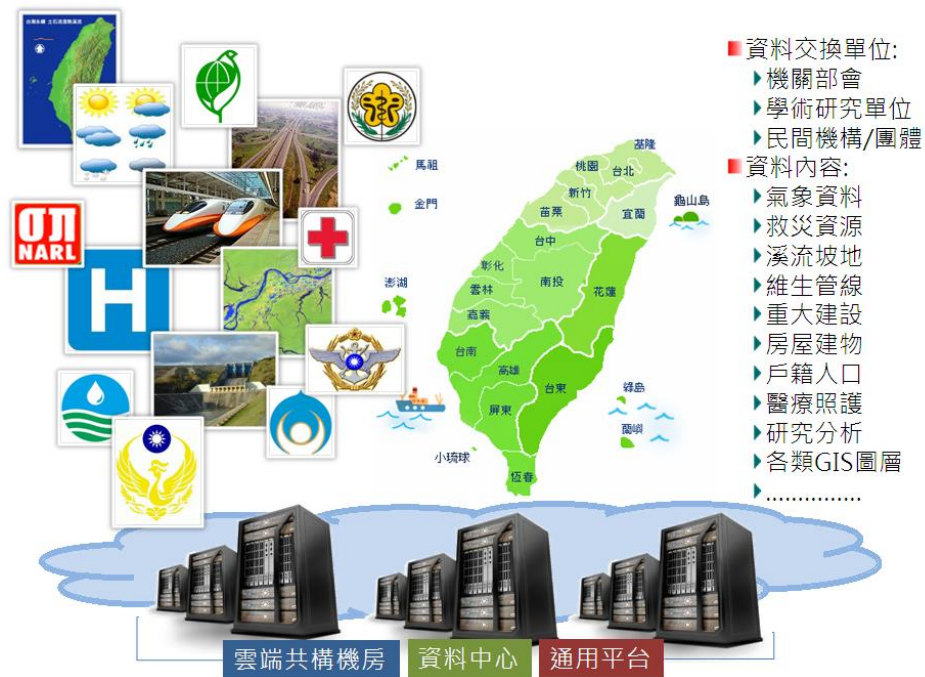 資料交換單位:
機關部會
學術研究單位
民間機構/團體
資料內容:
氣象資料
救災資源
溪流坡地
維生管線
重大建設
房屋建物
戶籍人口
醫療照護
研究分析
各類GIS圖層
...............
NARL
H
馬祖
金門
澎湖
基隆
桃園
台北
新竹
苗栗
宜蘭
龜山島
台中
彰化
南投
雲林
花蓮
嘉義
台南
高雄
台東
屏東
綠島
蘭嶼
小琉球
恆春
雲端共構機房
資料中心
通用平台